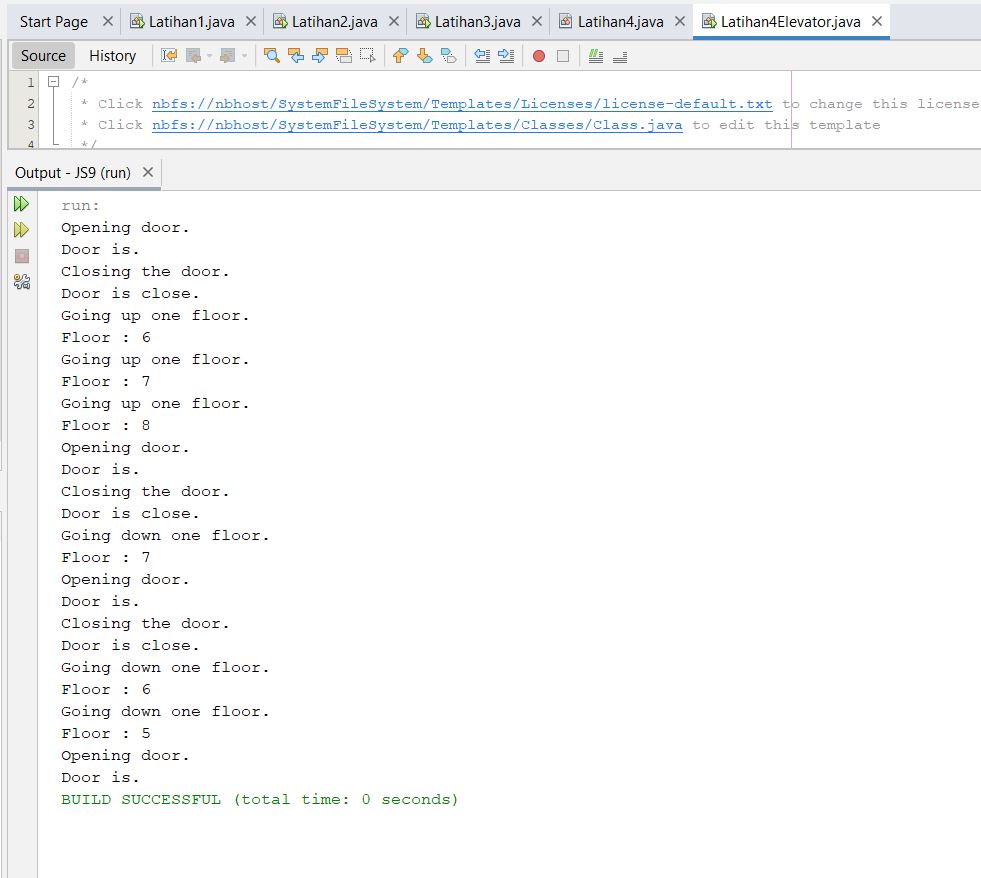 Start Page Latihan1.java Latihan2.java Latihan3.java Latihan4.java Latihan4Elevator.java
Source History
1 /*
2 * Click nbfs://nbhost/SystemFileSystem/Templates/Licenses/license-default.txt to change this license
3 * Click nbfs://nbhost/SystemFileSystem/Templates/Classes/Class.java to edit this template
4 */
Output - JS9 (run)
run:
Opening door.
Door is.
Closing the door.
Door is close.
Going up one floor.
Floor : 6
Going up one floor.
Floor : 7
Going up one floor.
Floor : 8
Opening door.
Door is.
Closing the door.
Door is close.
Going down one floor.
Floor : 7
Opening door.
Door is.
Closing the door.
Door is close.
Going down one floor.
Floor : 6
Going down one floor.
Floor : 5
Opening door.
Door is.
BUILD SUCCESSFUL (total time: 0 seconds)